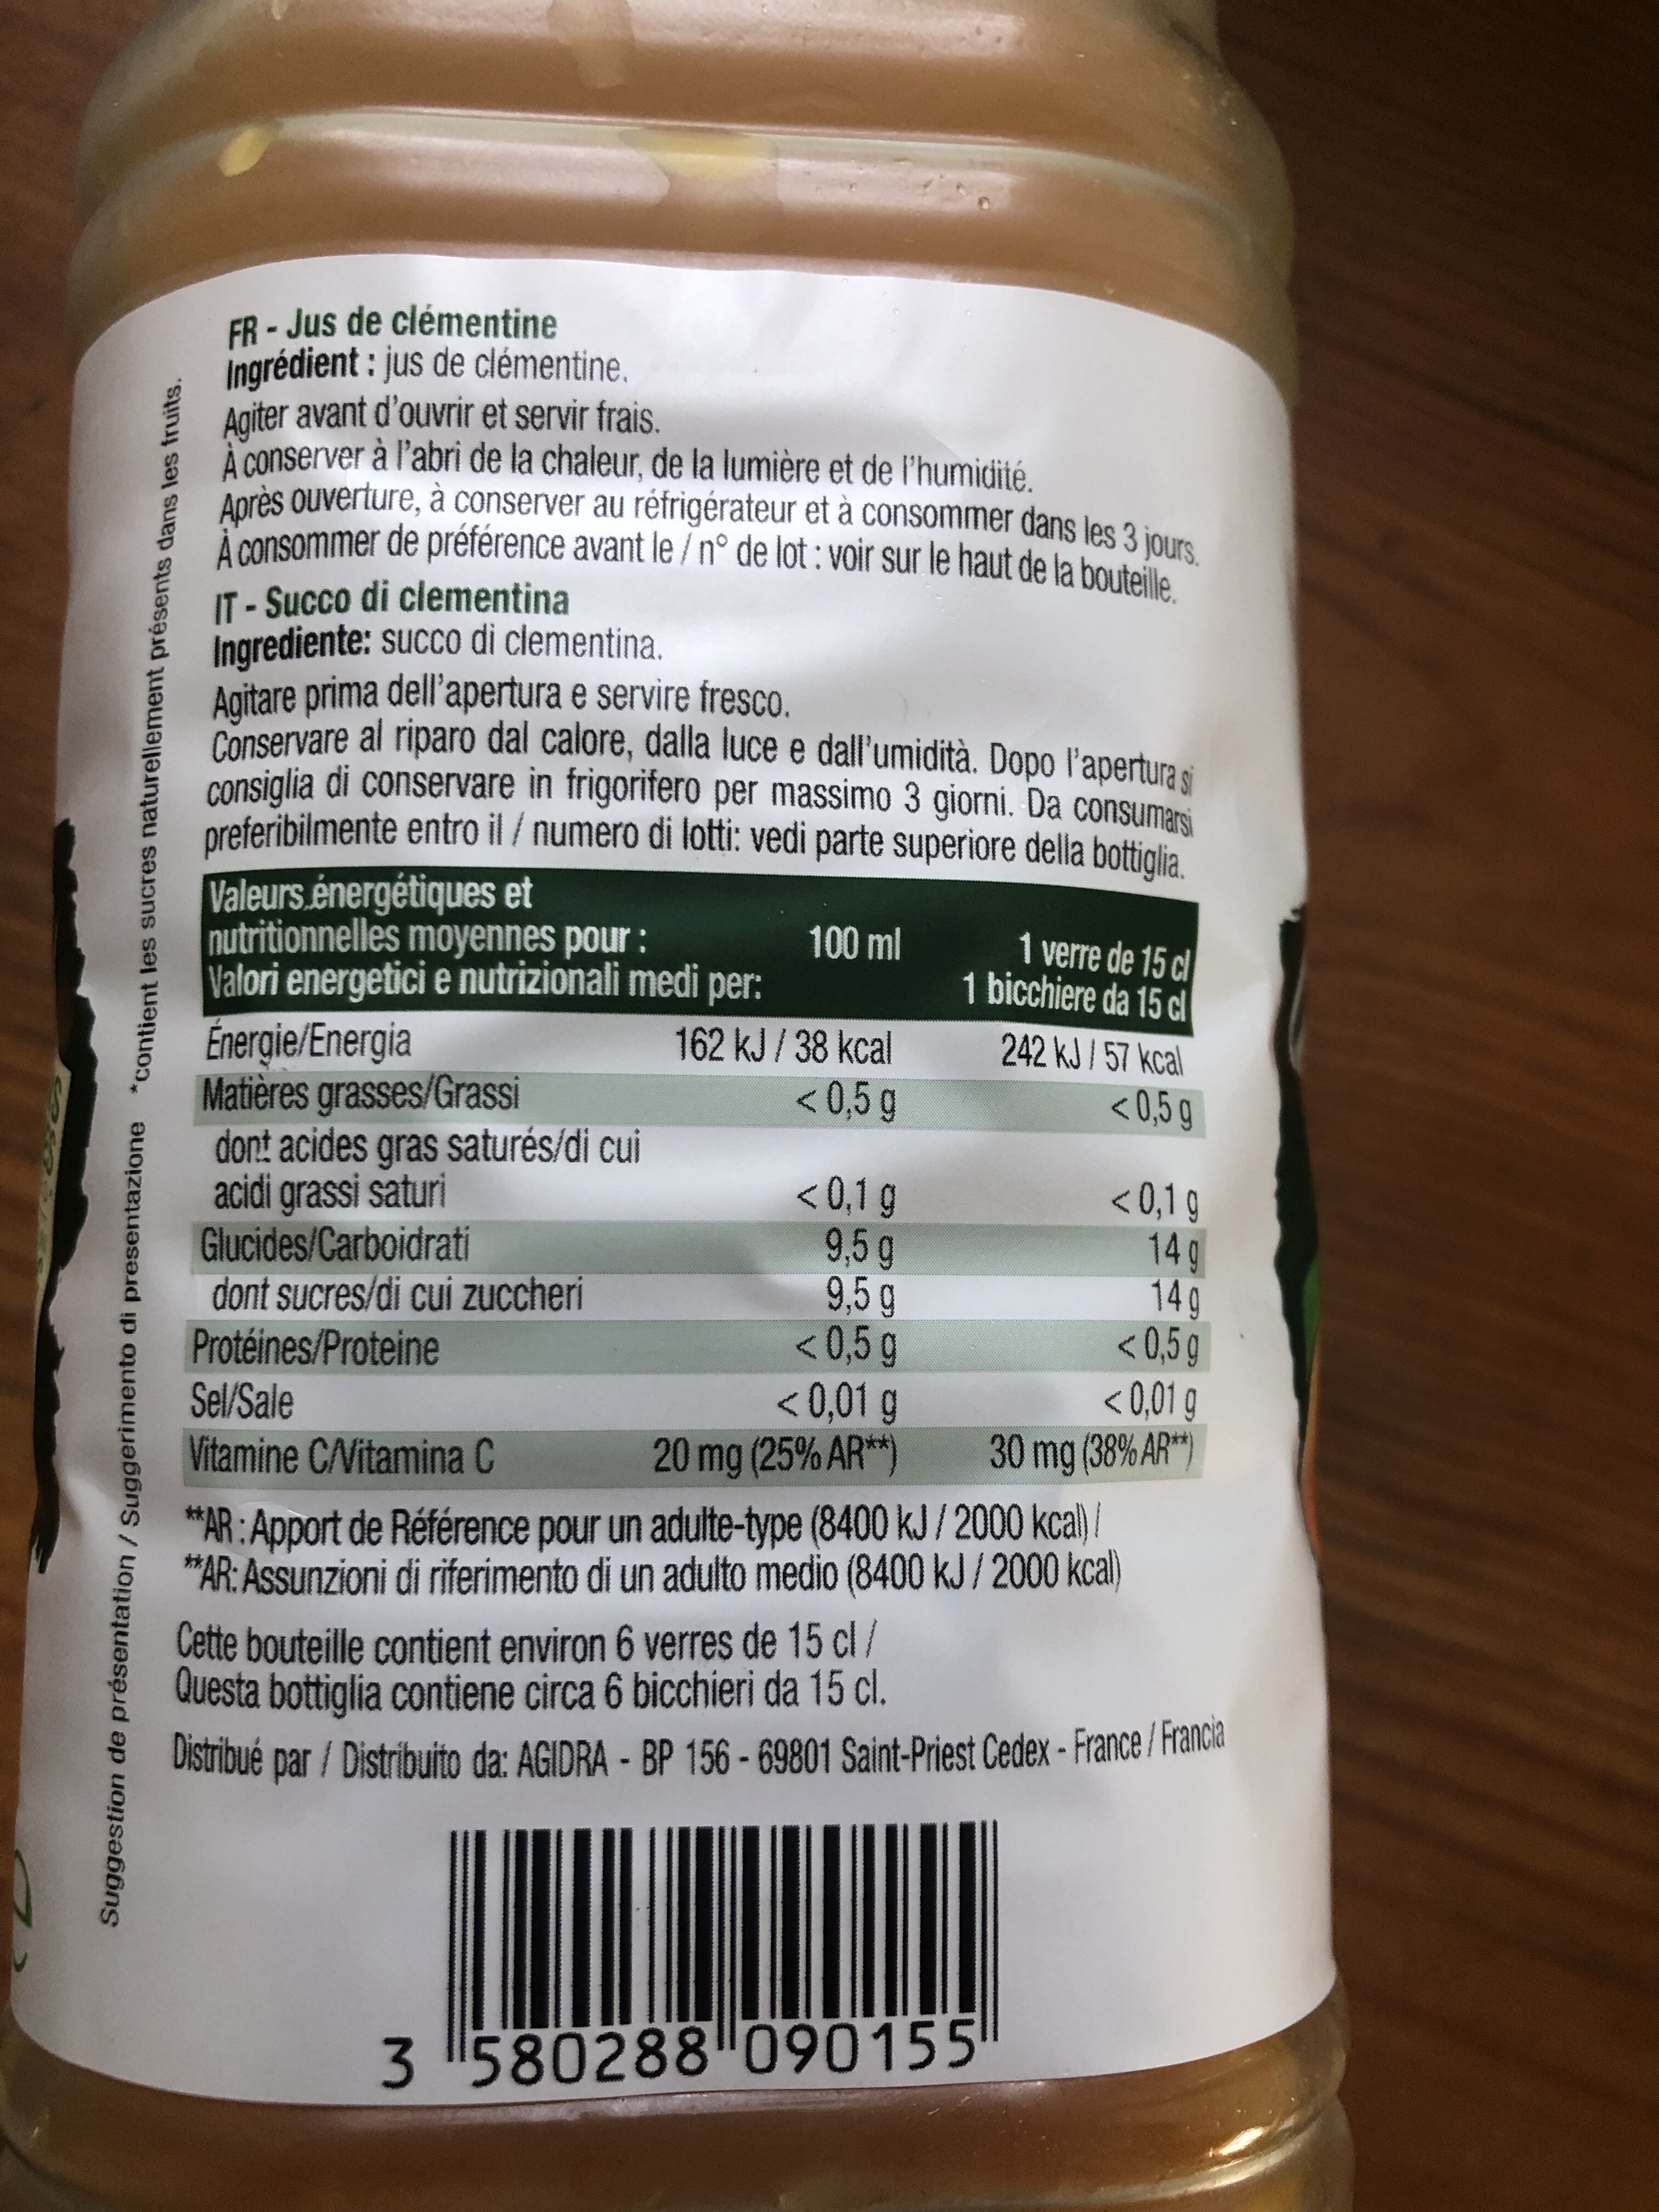 FR - Jus de clémentine
Ingrédient : jus de clémentine.
Agiter avant d'ouvrir et servir frais.
À conserver à l'abri de la chaleur, de la lumière et de l'humidité.
Après ouverture, à conserver au réfrigérateur et à consommer dans les 3 jours.
À consommer de préférence avant le / n° de lot : voir sur le haut de la bouteille.
IT - Succo di clementina
Ingrediente: succo di clementina.
Agitare prima dell'apertura e servire fresco.
Conservare al riparo dal calore, dalla luce e dall'umidità. Dopo l'apertura si
consiglia di conservare in frigorifero per massimo 3 giorni. Da consumarsi
preferibilmente entro il / numero di lotti: vedi parte superiore della bottiglia.
Valeurs énergétiques et
nutritionnelles moyennes pour : 100 ml 1 verre de 15 cl
Valori energetici e nutrizionali medi per: 1 bicchiere da 15 cl
Énergie/Energia 162 kJ / 38 kcal 242 kJ / 57 kcal
Matières grasses/Grassi < 0,5 g < 0,5 g
dont acides gras saturés/di cui
acidi grassi saturi < 0,1 g < 0,1 g
Glucides/Carboidrati 9,5 g 14 g
dont sucres/di cui zuccheri 9,5 g 14 g
Protéines/Proteine < 0,5 g < 0,5 g
Sel/Sale < 0,01 g < 0,01 g
Vitamine C/Vitamina C 20 mg (25% AR**) 30 mg (38% AR**)
**AR : Apport de Référence pour un adulte-type (8400 kJ / 2000 kcal) /
**AR: Assunzioni di riferimento di un adulto medio (8400 kJ / 2000 kcal)
Cette bouteille contient environ 6 verres de 15 cl /
Questa bottiglia contiene circa 6 bicchieri da 15 cl.
Distribué par / Distribuito da: AGIDRA - BP 156 - 69801 Saint-Priest Cedex - France / Francia
3 580288 090155
Suggestion de présentation / Suggerimento di presentazione *contient les sucres naturellement présents dans les fruits.